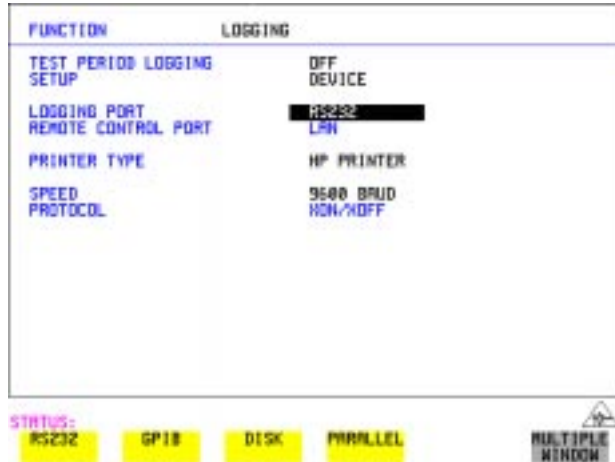 FUNCTION LOGGING
TEST PERIOD LOGGING OFF
SETUP DEVICE
LOGGING PORT RS232
REMOTE CONTROL PORT LAN
PRINTER TYPE HP PRINTER
SPEED 9600 BAUD
PROTOCOL XON/XOFF
STATUS:
RS232 GPIB DISK PARALLEL MULTIPLE
WINDOW